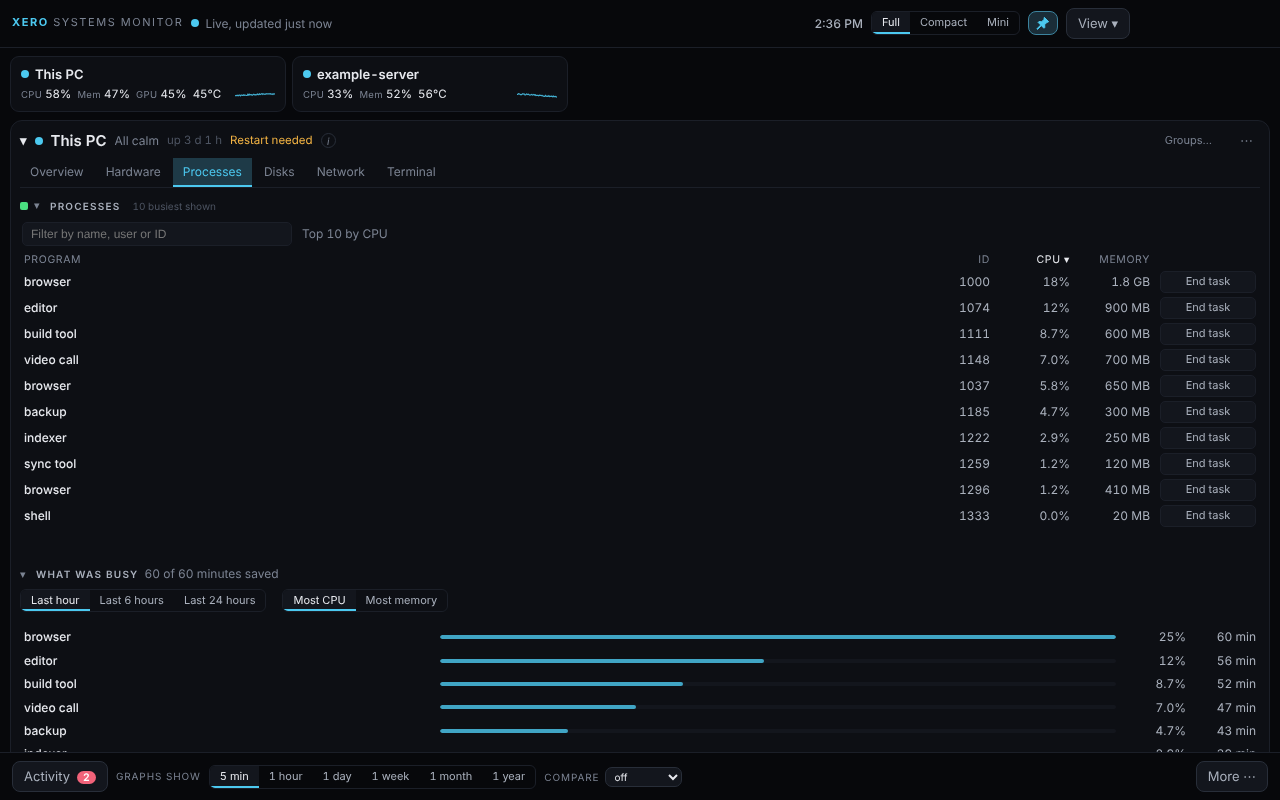 XERO SYSTEMS MONITOR Live, updated just now 2:36 PM Full Compact Mini View ▾
This PC
CPU 58% Mem 47% GPU 45% 45°C
example-server
CPU 33% Mem 52% 56°C
▾ This PC All calm up 3 d 1 h Restart needed i Groups... ···
Overview Hardware Processes Disks Network Terminal
▾ PROCESSES 10 busiest shown
Filter by name, user or ID Top 10 by CPU
PROGRAM ID CPU ▾ MEMORY
browser 1000 18% 1.8 GB End task
editor 1074 12% 900 MB End task
build tool 1111 8.7% 600 MB End task
video call 1148 7.0% 700 MB End task
browser 1037 5.8% 650 MB End task
backup 1185 4.7% 300 MB End task
indexer 1222 2.9% 250 MB End task
sync tool 1259 1.2% 120 MB End task
browser 1296 1.2% 410 MB End task
shell 1333 0.0% 20 MB End task
▾ WHAT WAS BUSY 60 of 60 minutes saved
Last hour Last 6 hours Last 24 hours Most CPU Most memory
browser 25% 60 min
editor 12% 56 min
build tool 8.7% 52 min
video call 7.0% 47 min
backup 4.7% 43 min
Activity 2 GRAPHS SHOW 5 min 1 hour 1 day 1 week 1 month 1 year COMPARE off More ···